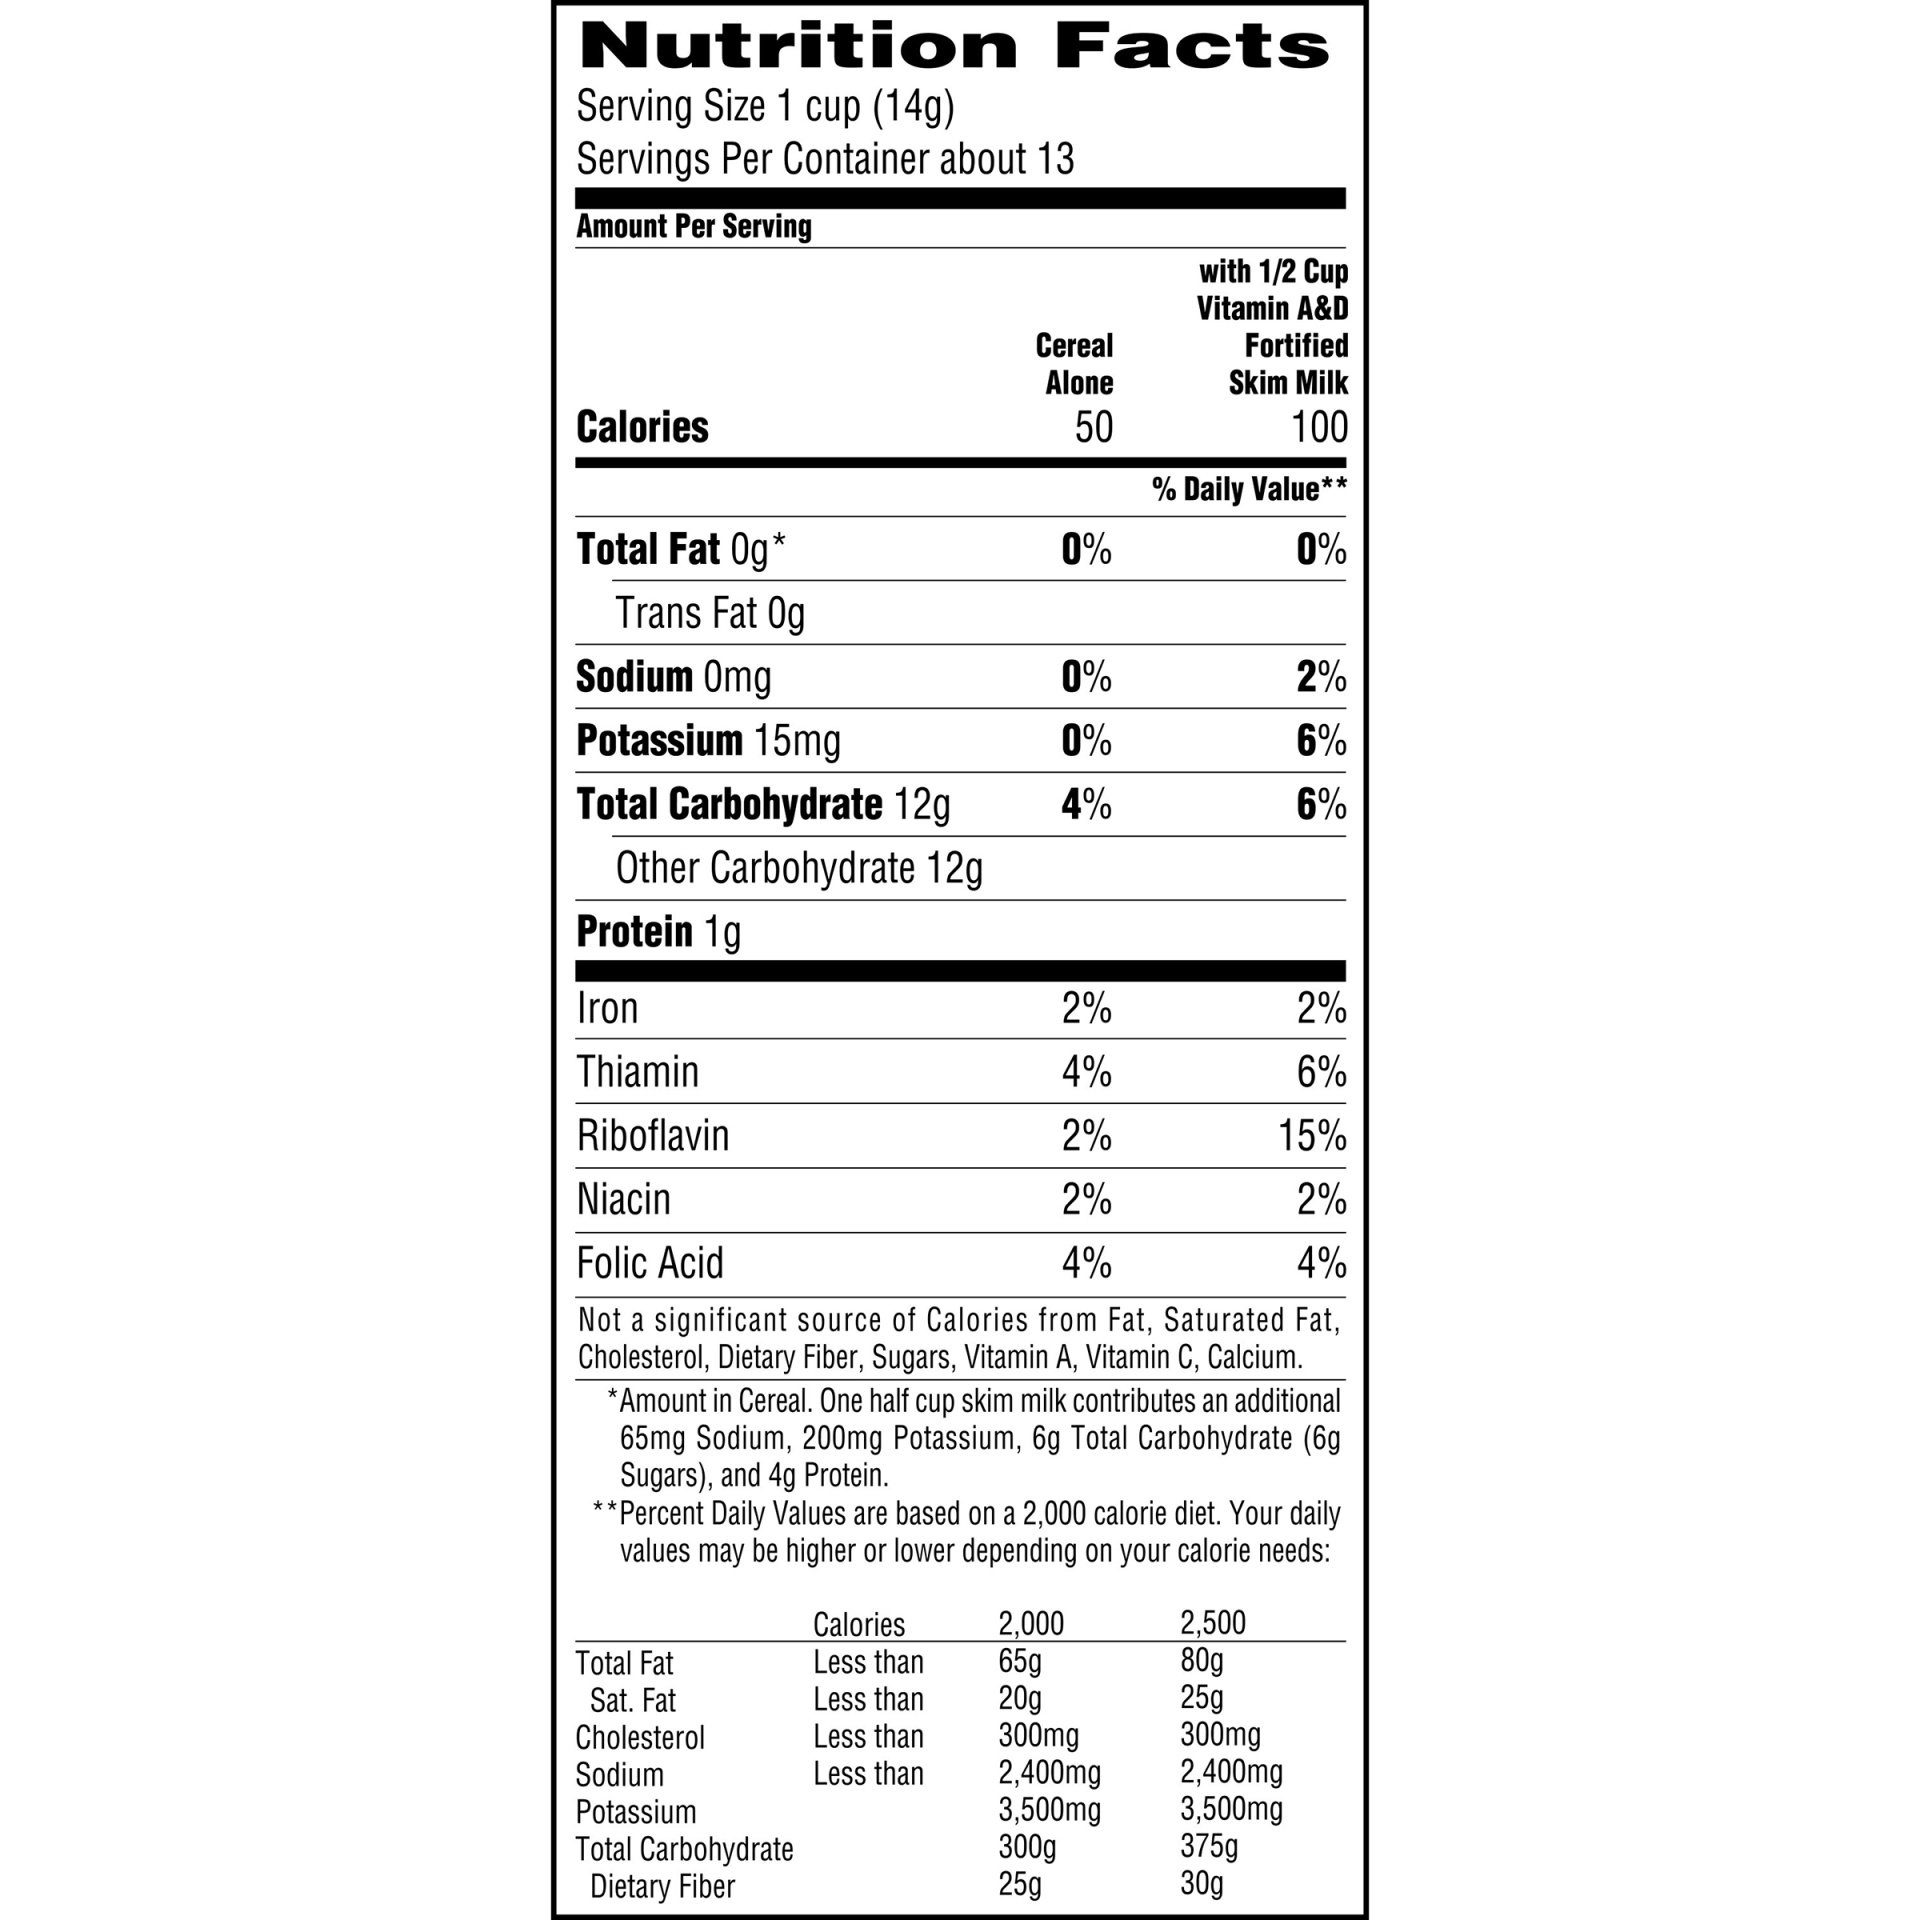 Nutrition Facts
Serving Size 1 cup (14g)
Servings Per Container about 13
Amount Per Serving
with 1/2 Cup
Vitamin A&D
Cereal Fortified
Alone Skim Milk
Calories 50 100
% Daily Value**
Total Fat 0g* 0% 0%
Trans Fat 0g
Sodium 0mg 0% 2%
Potassium 15mg 0% 6%
Total Carbohydrate 12g 4% 6%
Other Carbohydrate 12g
Protein 1g
Iron 2% 2%
Thiamin 4% 6%
Riboflavin 2% 15%
Niacin 2% 2%
Folic Acid 4% 4%
Not a significant source of Calories from Fat, Saturated Fat,
Cholesterol, Dietary Fiber, Sugars, Vitamin A, Vitamin C, Calcium.
*Amount in Cereal. One half cup skim milk contributes an additional
65mg Sodium, 200mg Potassium, 6g Total Carbohydrate (6g
Sugars), and 4g Protein.
**Percent Daily Values are based on a 2,000 calorie diet. Your daily
values may be higher or lower depending on your calorie needs:
Calories 2,000 2,500
Total Fat Less than 65g 80g
Sat. Fat Less than 20g 25g
Cholesterol Less than 300mg 300mg
Sodium Less than 2,400mg 2,400mg
Potassium 3,500mg 3,500mg
Total Carbohydrate 300g 375g
Dietary Fiber 25g 30g